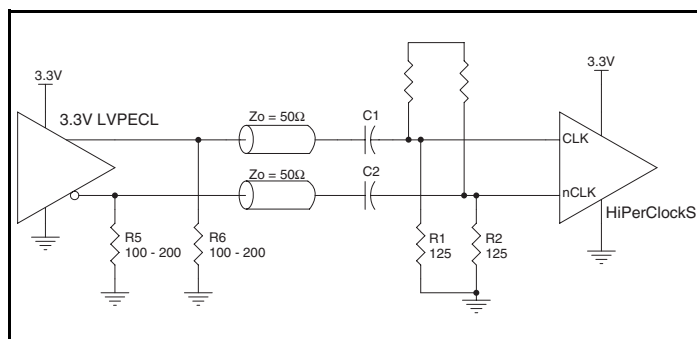 3.3V
3.3V LVPECL
Zo = 50Ω
C1
3.3V
CLK
Zo = 50Ω
C2
nCLK
HiPerClockS
R5
100 - 200
R6
100 - 200
R1
125
R2
125